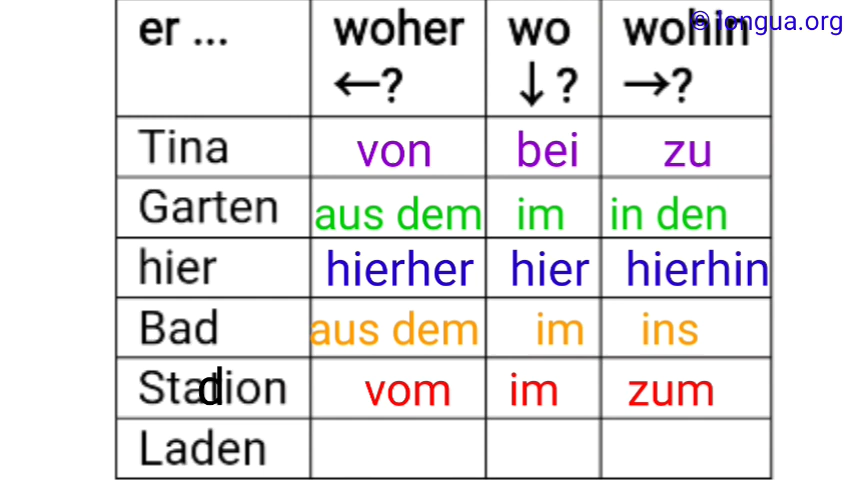 © longua.org
er ... woher wo wohin
←? ↓? →?
Tina von bei zu
Garten aus dem im in den
hier hierher hier hierhin
Bad aus dem im ins
Stadion vom im zum
Laden